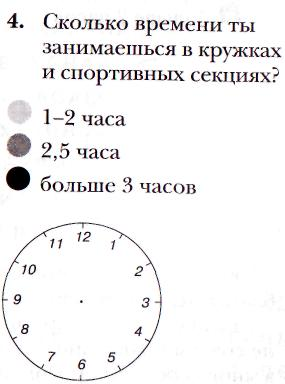 4. Сколько времени ты
занимаешься в кружках
и спортивных секциях?
1–2 часа
2,5 часа
больше 3 часов
12
11 1
10 2
9 3
8 4
7 5
6